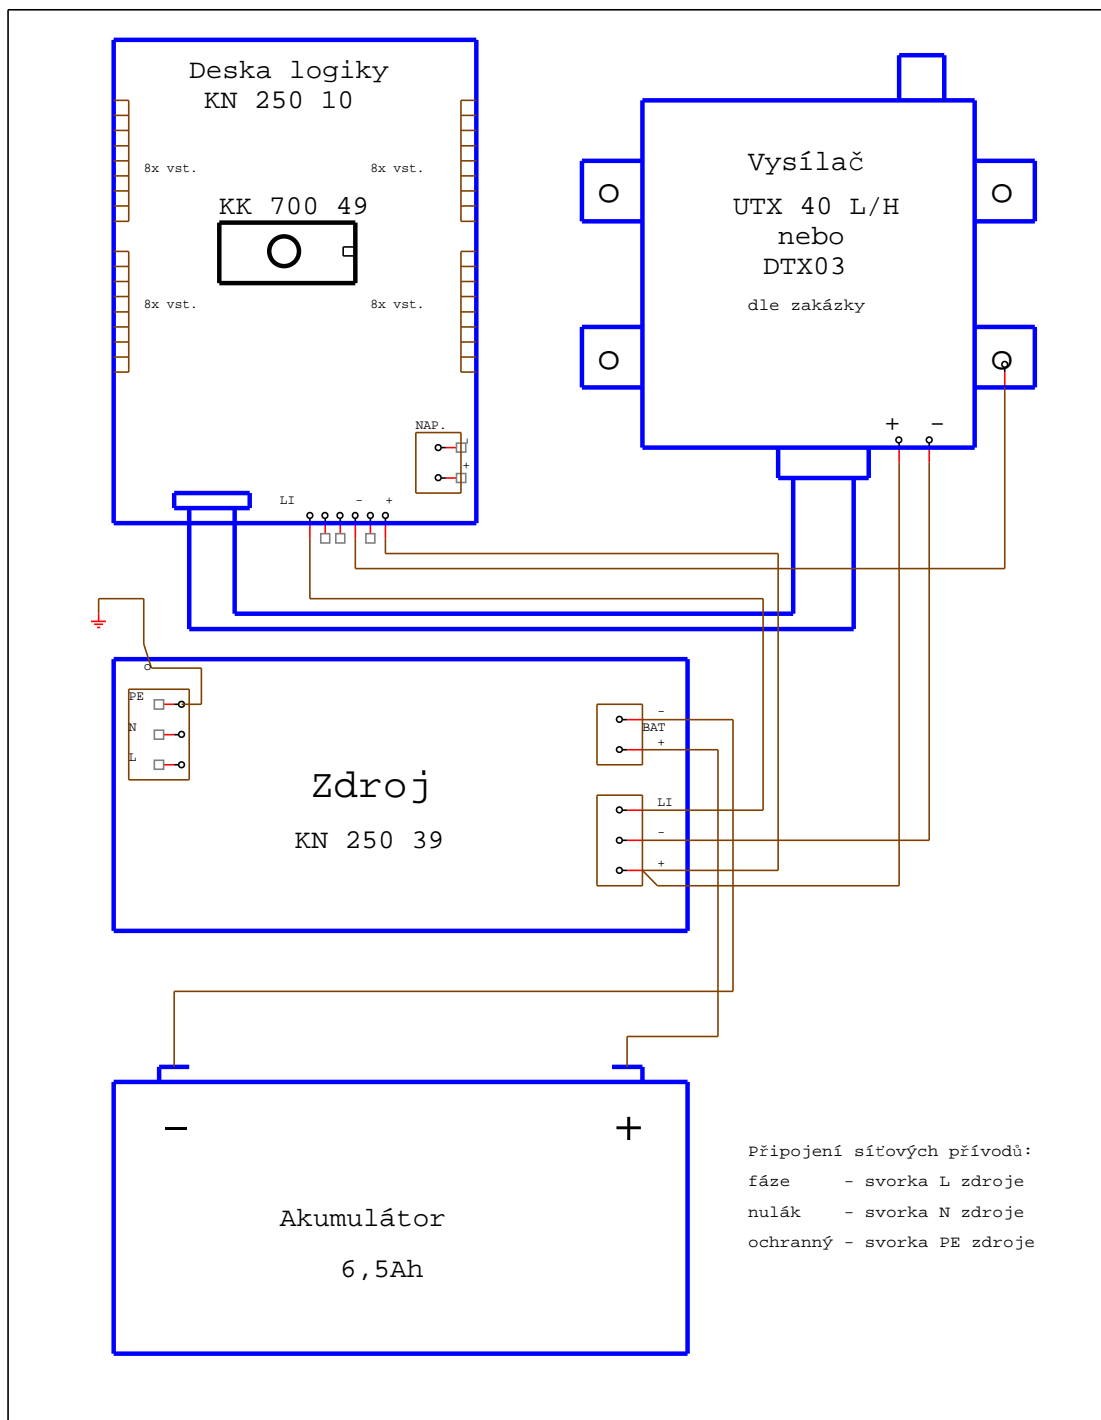 Deska logiky
KN 250 10
8x vst.
8x vst.
KK 700 49
8x vst.
8x vst.
NAP.
-
+
LI
-
+
Vysílač
UTX 40 L/H
nebo
DTX03
dle zakázky
+
-
PE
N
L
Zdroj
KN 250 39
-
BAT
+
LI
-
+
-
+
Akumulátor
6,5Ah
Připojení síťových přívodů:
fáze - svorka L zdroje
nulák - svorka N zdroje
ochranný - svorka PE zdroje